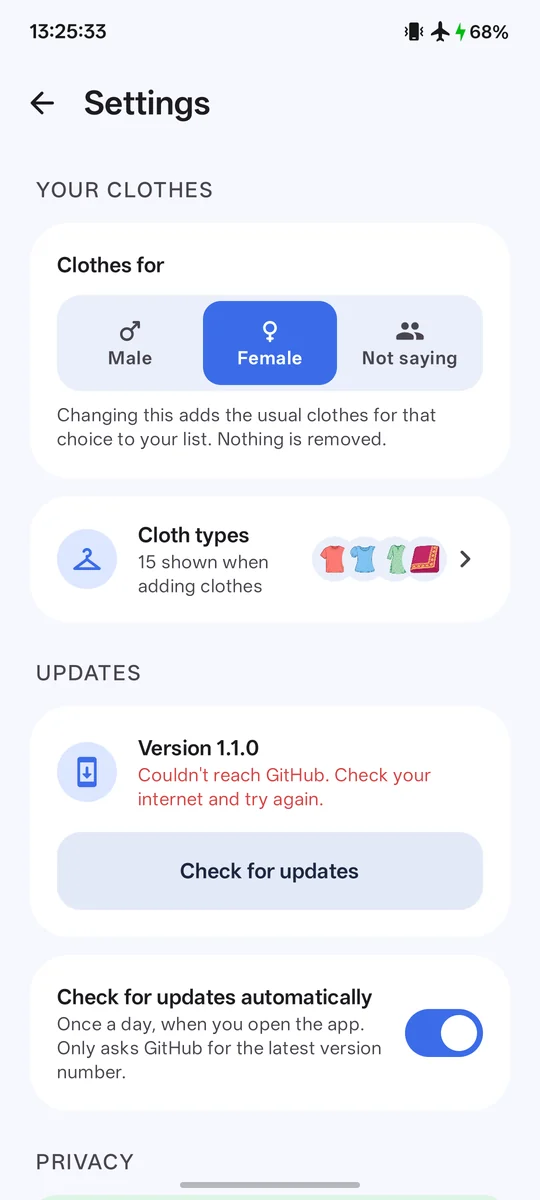 13:25:33
68%
Settings
YOUR CLOTHES
Clothes for
Male
Female
Not saying
Changing this adds the usual clothes for that
choice to your list. Nothing is removed.
Cloth types
15 shown when
adding clothes
UPDATES
Version 1.1.0
Couldn't reach GitHub. Check your
internet and try again.
Check for updates
Check for updates automatically
Once a day, when you open the app.
Only asks GitHub for the latest version
number.
PRIVACY